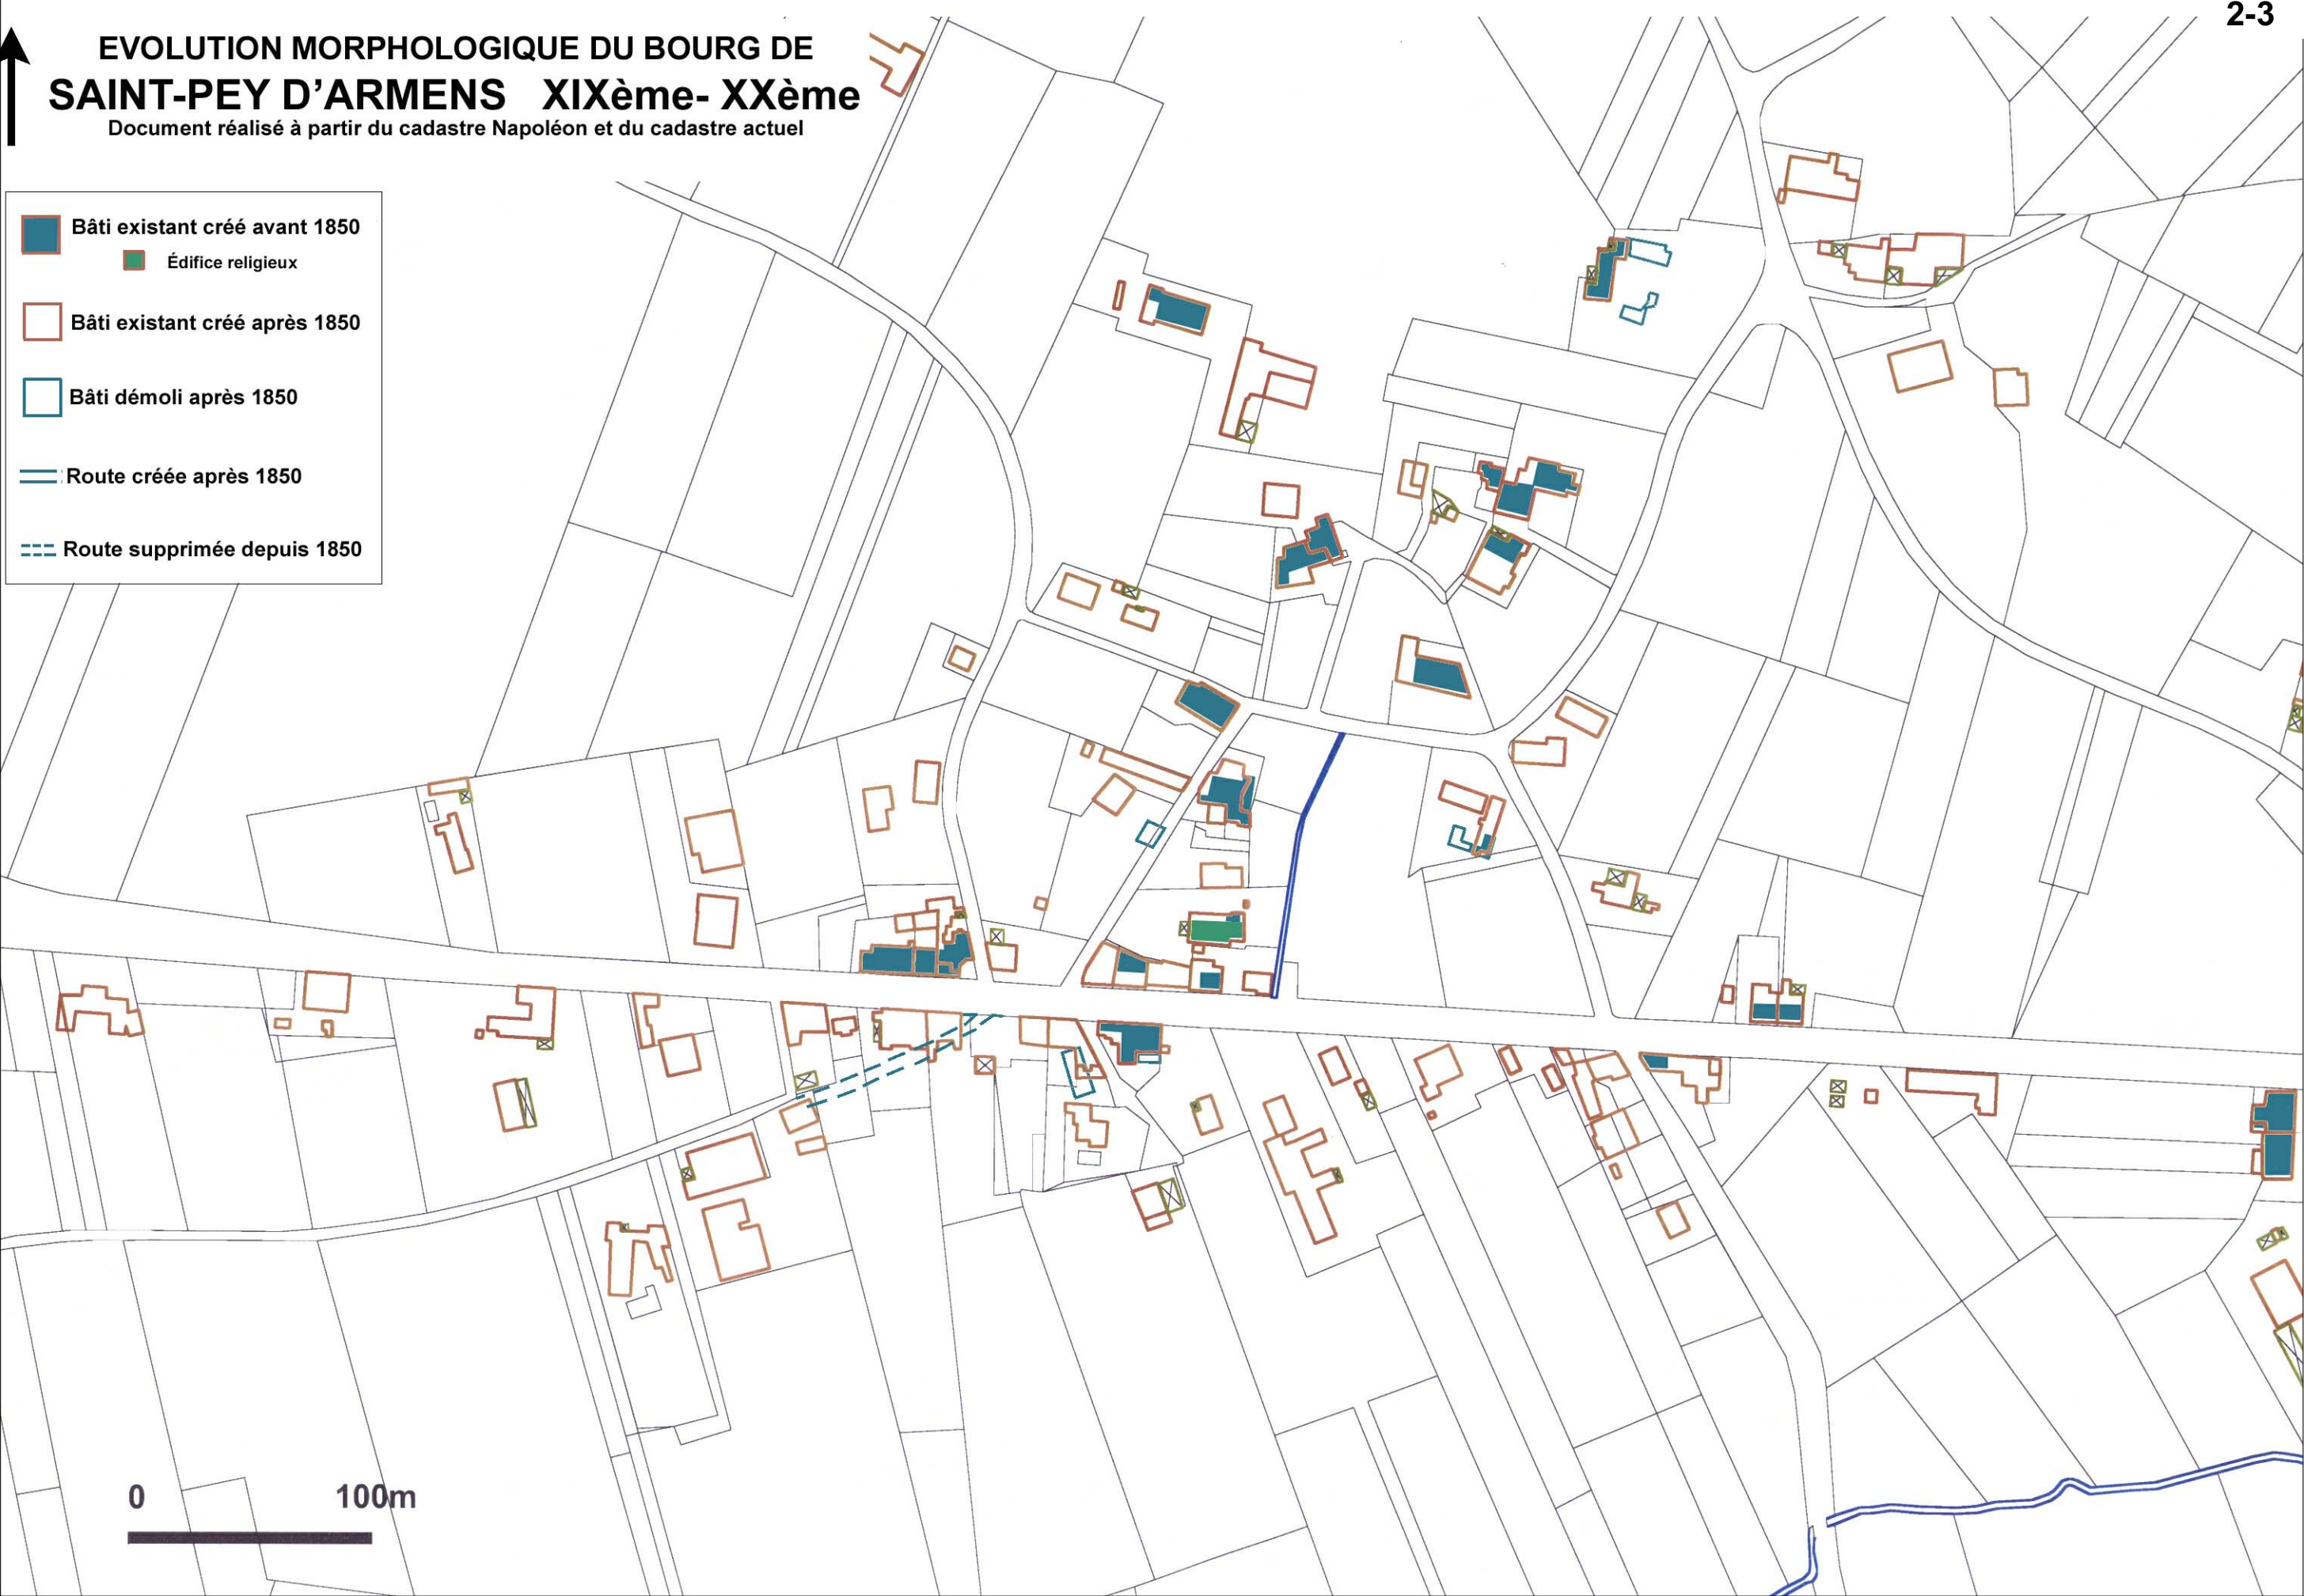 2-3
EVOLUTION MORPHOLOGIQUE DU BOURG DE
SAINT-PEY D’ARMENS XIXème- XXème
Document réalisé à partir du cadastre Napoléon et du cadastre actuel
Bâti existant créé avant 1850
Édifice religieux
Bâti existant créé après 1850
Bâti démoli après 1850
Route créée après 1850
Route supprimée depuis 1850
0 100m